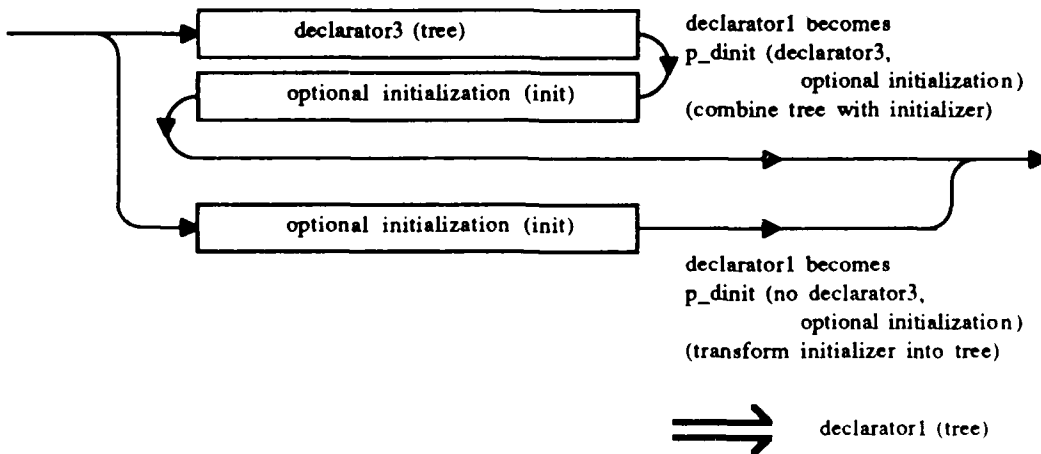 declarator3 (tree)
declarator1 becomes
p_dinit (declarator3,
optional initialization)
(combine tree with initializer)
optional initialization (init)
optional initialization (init)
declarator1 becomes
p_dinit (no declarator3,
optional initialization)
(transform initializer into tree)
declarator1 (tree)